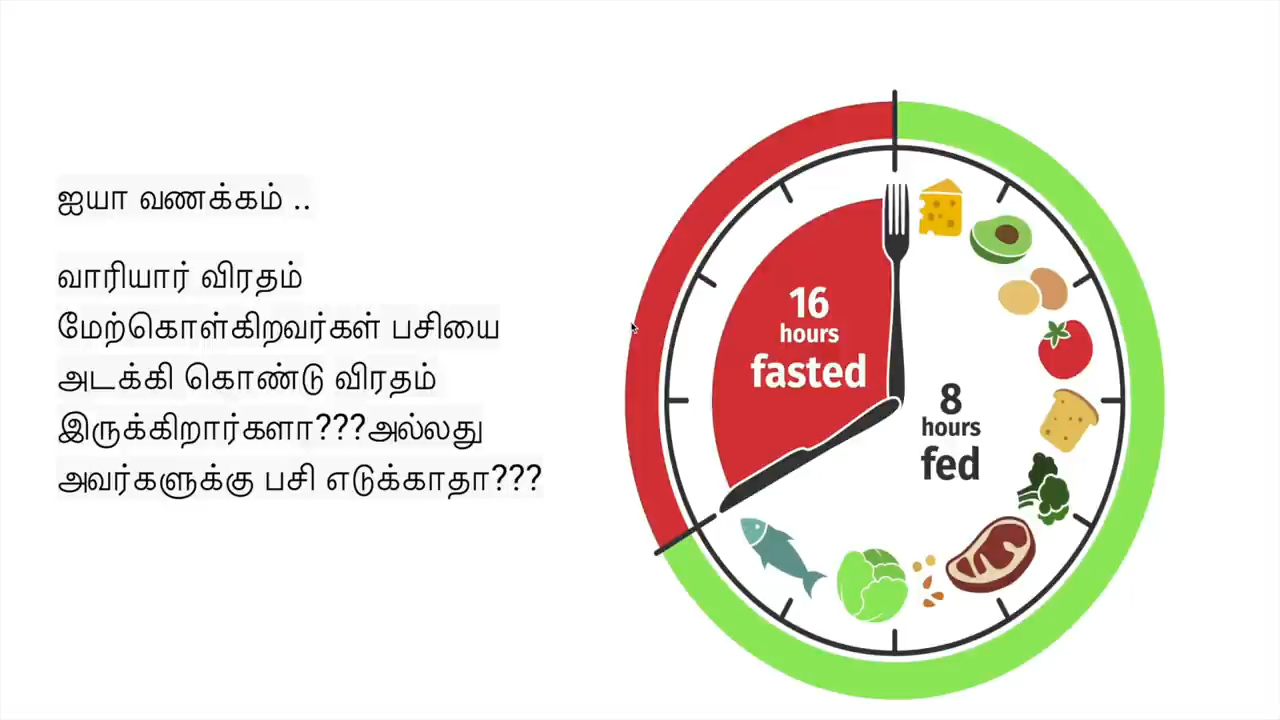 ஐயா வணக்கம் ..
வாரியார் விரதம்
மேற்கொள்கிறவர்கள் பசியை
அடக்கி கொண்டு விரதம்
இருக்கிறார்களா???அல்லது
அவர்களுக்கு பசி எடுக்காதா???
16
hours
fasted
8
hours
fed